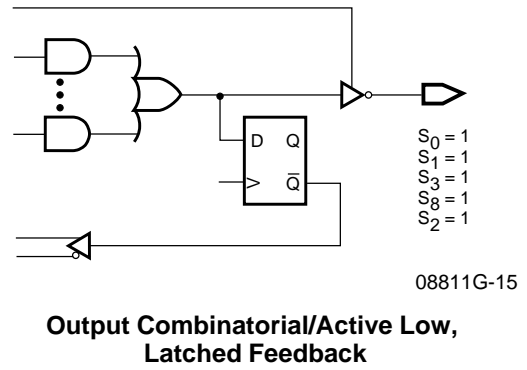 D Q
Q̅
S0 = 1
S1 = 1
S3 = 1
S8 = 1
S2 = 1
08811G-15
Output Combinatorial/Active Low,
Latched Feedback